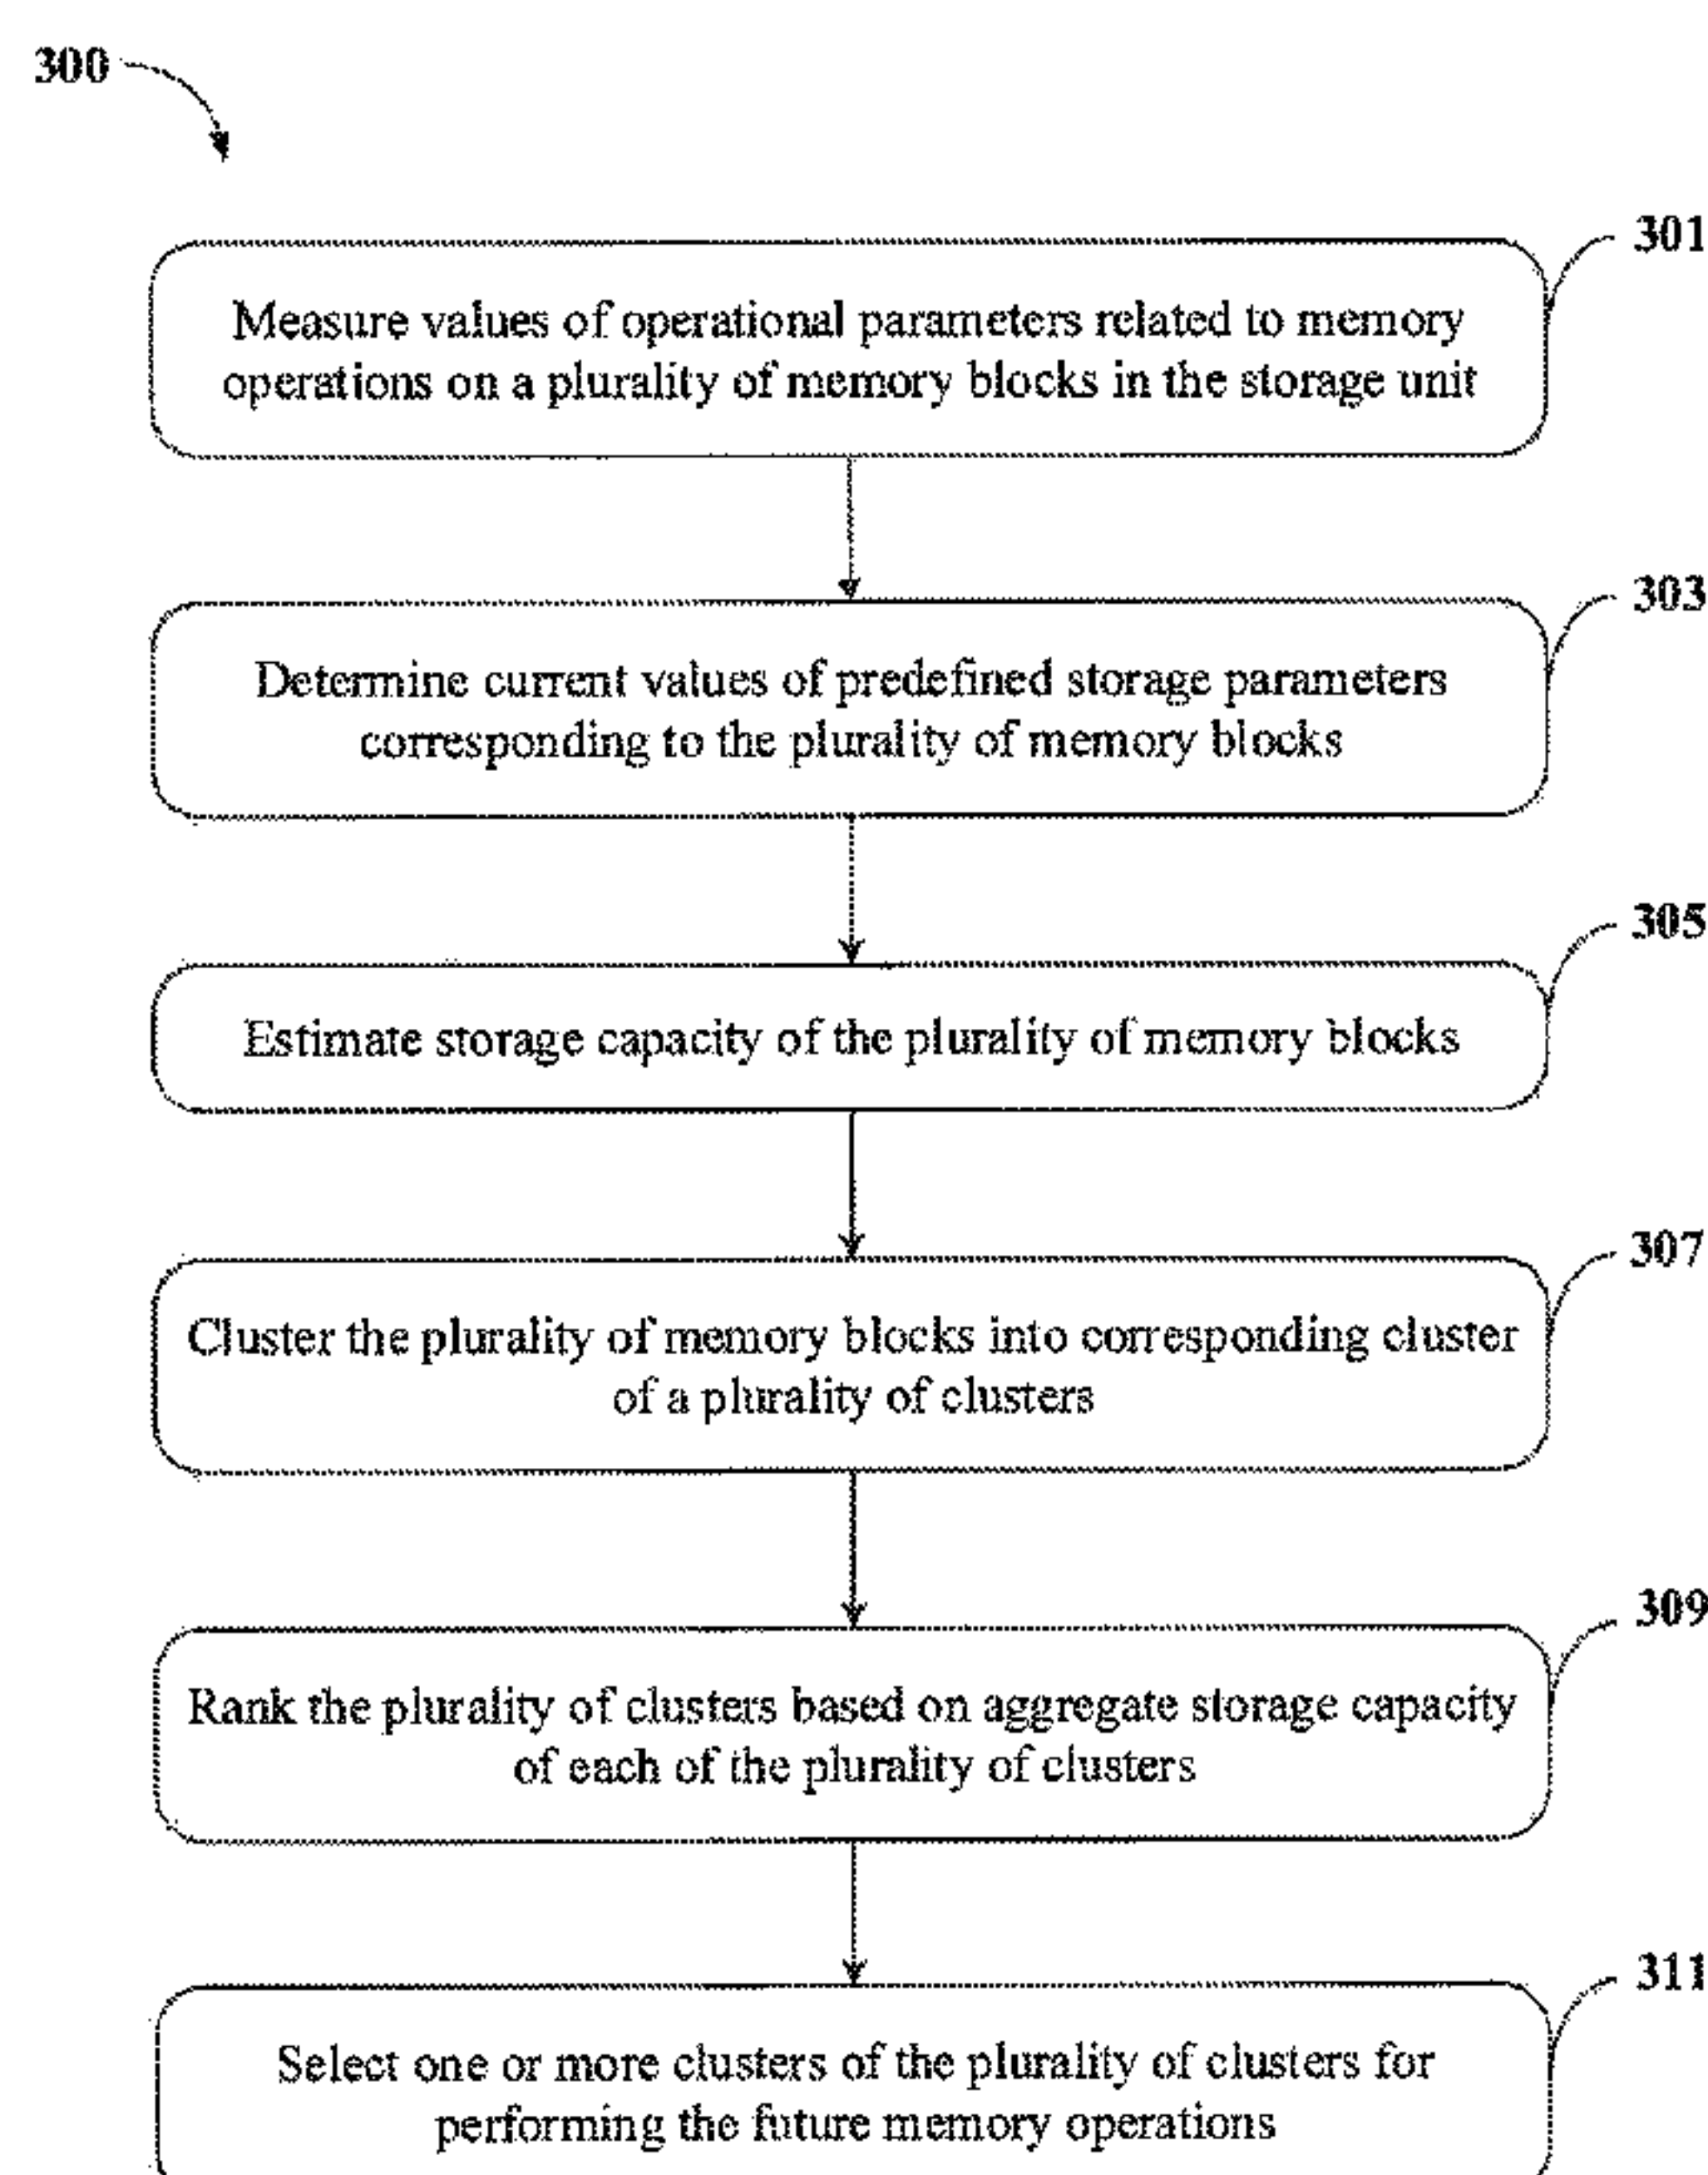 300
301
Measure values of operational parameters related to memory
operations on a plurality of memory blocks in the storage unit
303
Determine current values of predefined storage parameters
corresponding to the plurality of memory blocks
305
Estimate storage capacity of the plurality of memory blocks
307
Cluster the plurality of memory blocks into corresponding cluster
of a plurality of clusters
309
Rank the plurality of clusters based on aggregate storage capacity
of each of the plurality of clusters
311
Select one or more clusters of the plurality of clusters for
performing the future memory operations